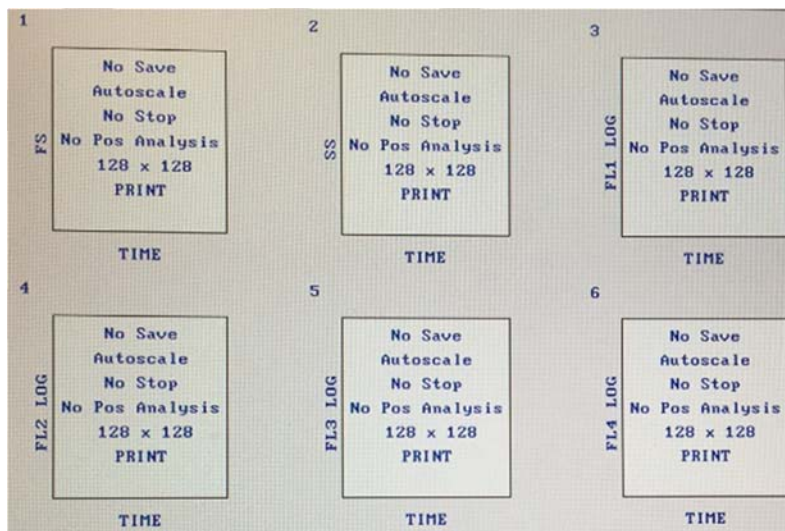 1
No Save
Autoscale
No Stop
No Pos Analysis
128 x 128
PRINT
FS
TIME
2
No Save
Autoscale
No Stop
No Pos Analysis
128 x 128
PRINT
SS
TIME
3
No Save
Autoscale
No Stop
No Pos Analysis
128 x 128
PRINT
FL1 LOG
TIME
4
No Save
Autoscale
No Stop
No Pos Analysis
128 x 128
PRINT
FL2 LOG
TIME
5
No Save
Autoscale
No Stop
No Pos Analysis
128 x 128
PRINT
FL3 LOG
TIME
6
No Save
Autoscale
No Stop
No Pos Analysis
128 x 128
PRINT
FL4 LOG
TIME